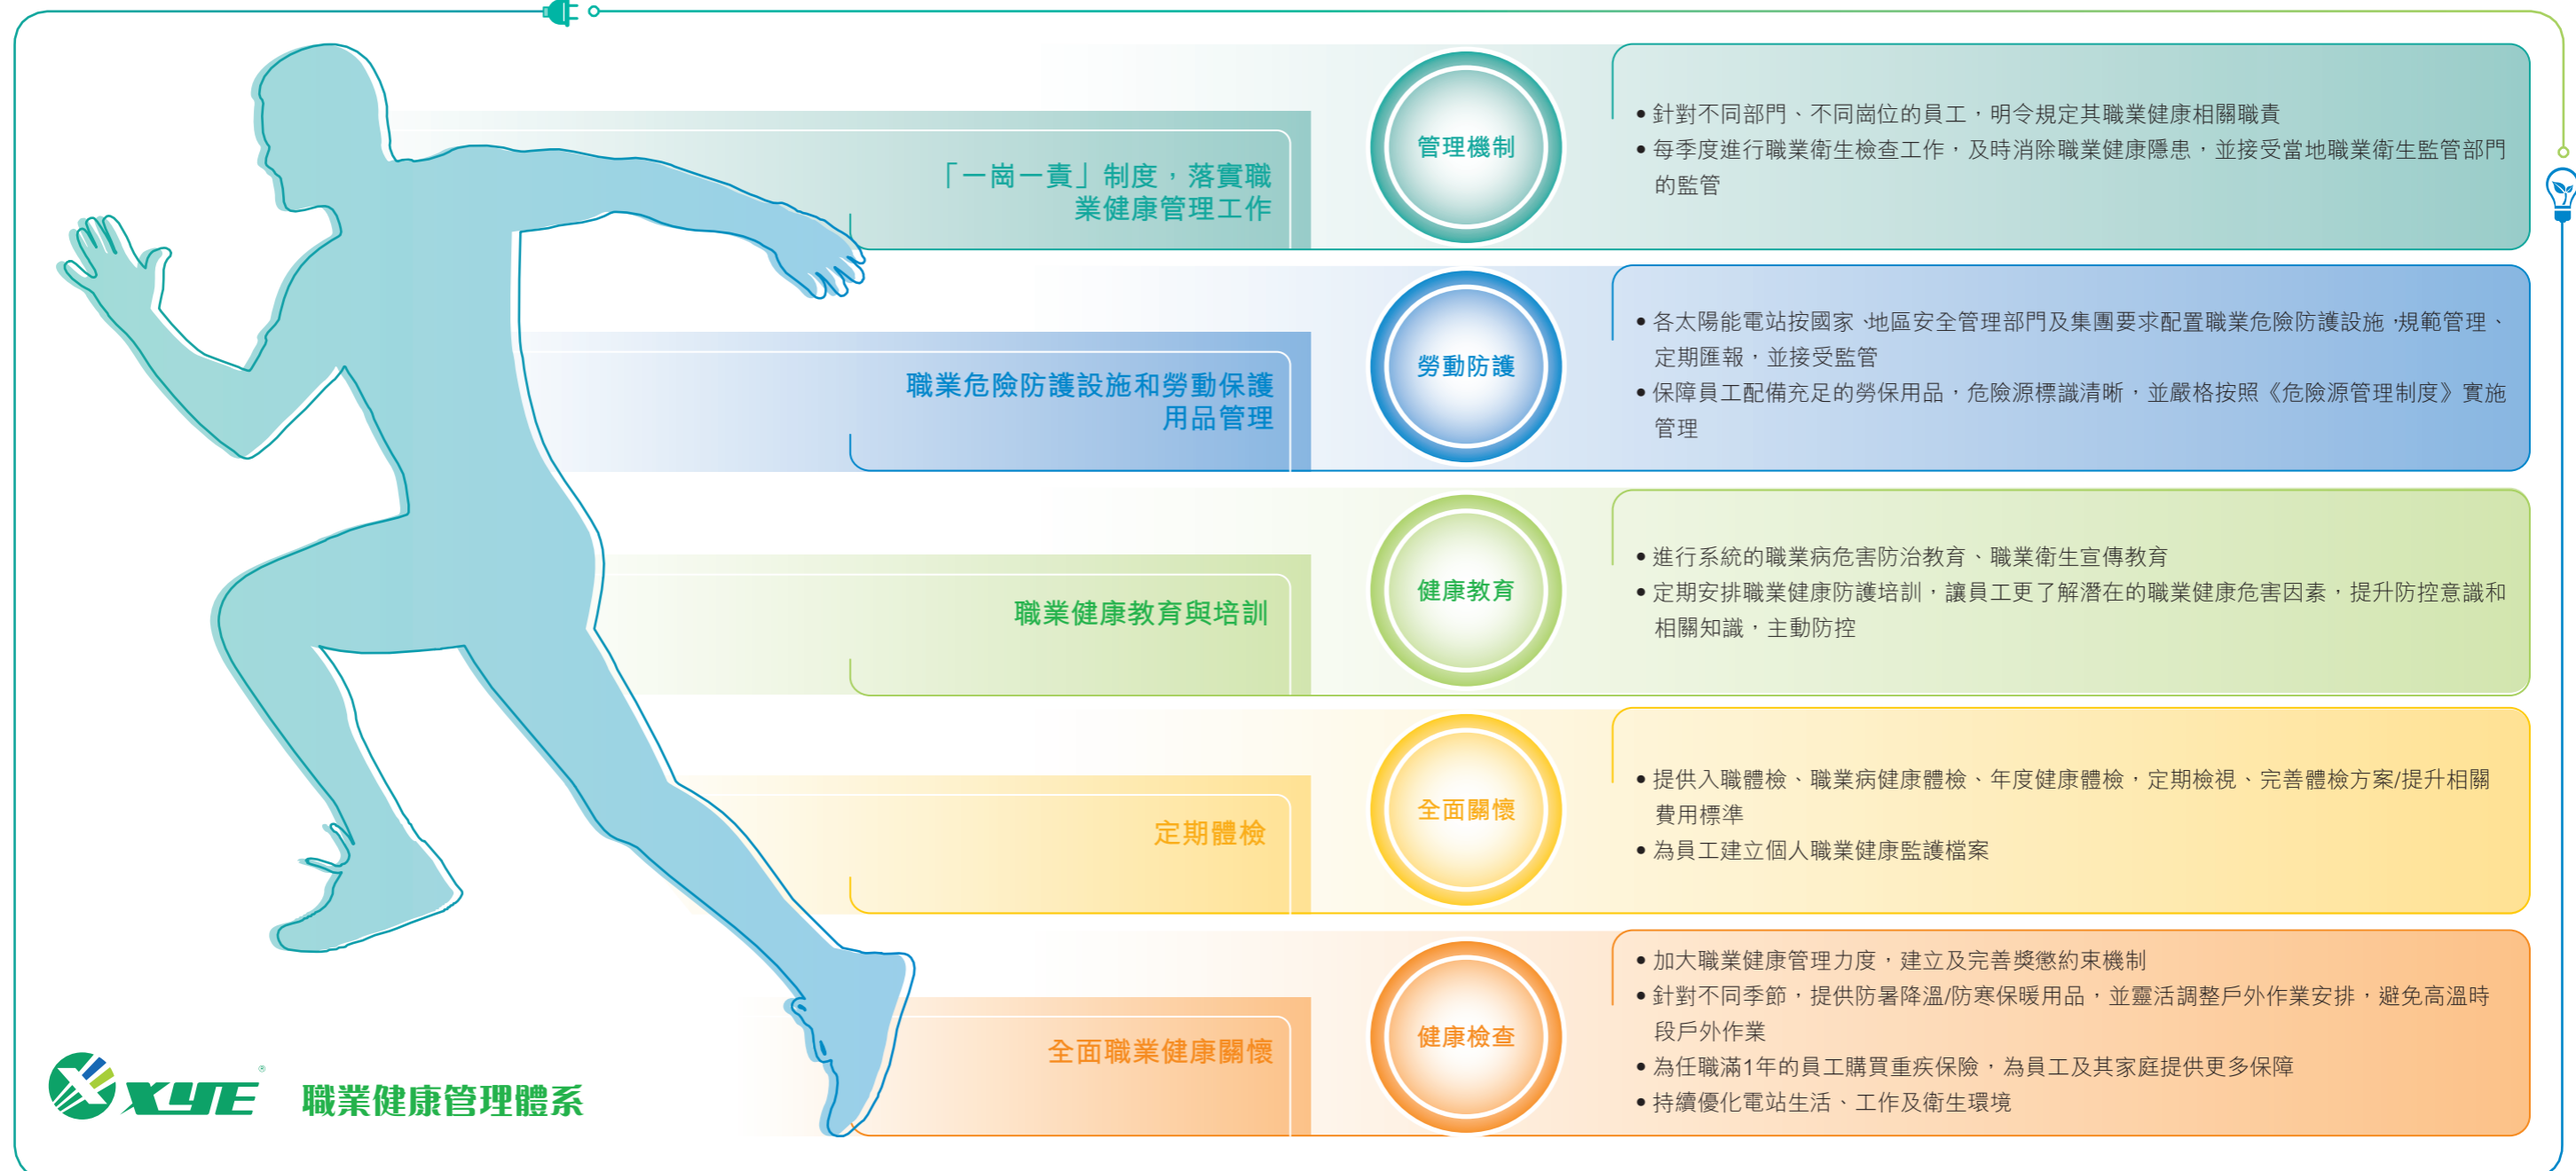 「一崗一責」制度，落實職
業健康管理工作
管理機制
• 針對不同部門、不同崗位的員工，明令規定其職業健康相關職責
• 每季度進行職業衛生檢查工作，及時消除職業健康隱患，並接受當地職業衛生監管部門
的監管
職業危險防護設施和勞動保護
用品管理
勞動防護
• 各太陽能電站按國家、地區安全管理部門及集團要求配置職業危險防護設施，規範管理、
定期匯報，並接受監管
• 保障員工配備充足的勞保用品，危險源標識清晰，並嚴格按照《危險源管理制度》實施
管理
職業健康教育與培訓
健康教育
• 進行系統的職業病危害防治教育、職業衛生宣傳教育
• 定期安排職業健康防護培訓，讓員工更了解潛在的職業健康危害因素，提升防控意識和
相關知識，主動防控
定期體檢
全面關懷
• 提供入職體檢、職業病健康體檢、年度健康體檢，定期檢視、完善體檢方案/提升相關
費用標準
• 為員工建立個人職業健康監護檔案
全面職業健康關懷
健康檢查
• 加大職業健康管理力度，建立及完善獎懲約束機制
• 針對不同季節，提供防暑降溫/防寒保暖用品，並靈活調整戶外作業安排，避免高溫時
段戶外作業
• 為任職滿1年的員工購買重疾保險，為員工及其家庭提供更多保障
• 持續優化電站生活、工作及衛生環境
XYE®
職業健康管理體系